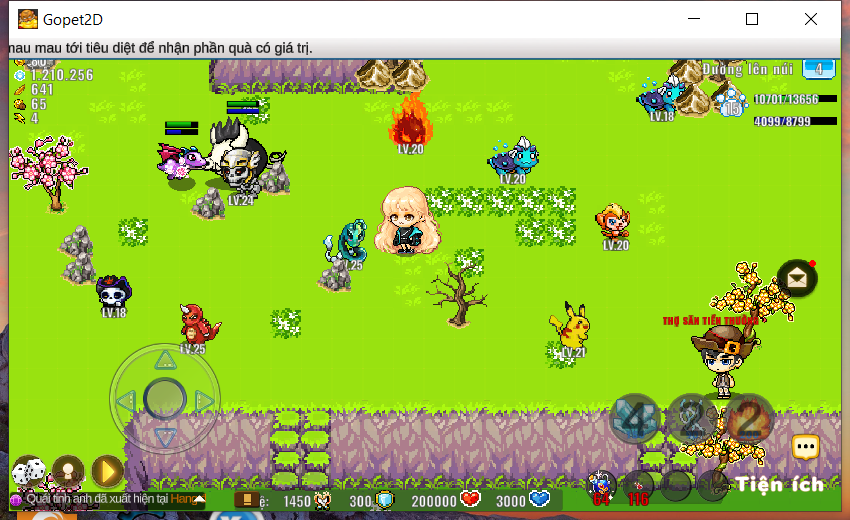 Gopet2D
mau mau tới tiêu diệt để nhận phần quà có giá trị.
1.210.256
641
65
4
Đường lên núi
4
15
10701/13656
4099/8799
LV.18
LV.20
LV.20
LV.24
LV.20
LV.18
LV.25
LV.21
THỢ SĂN TIỀN THƯỞNG
4
2
2
64
116
Tiện ích
Quái tinh anh đã xuất hiện tại Hang
1450
300
200000
3000